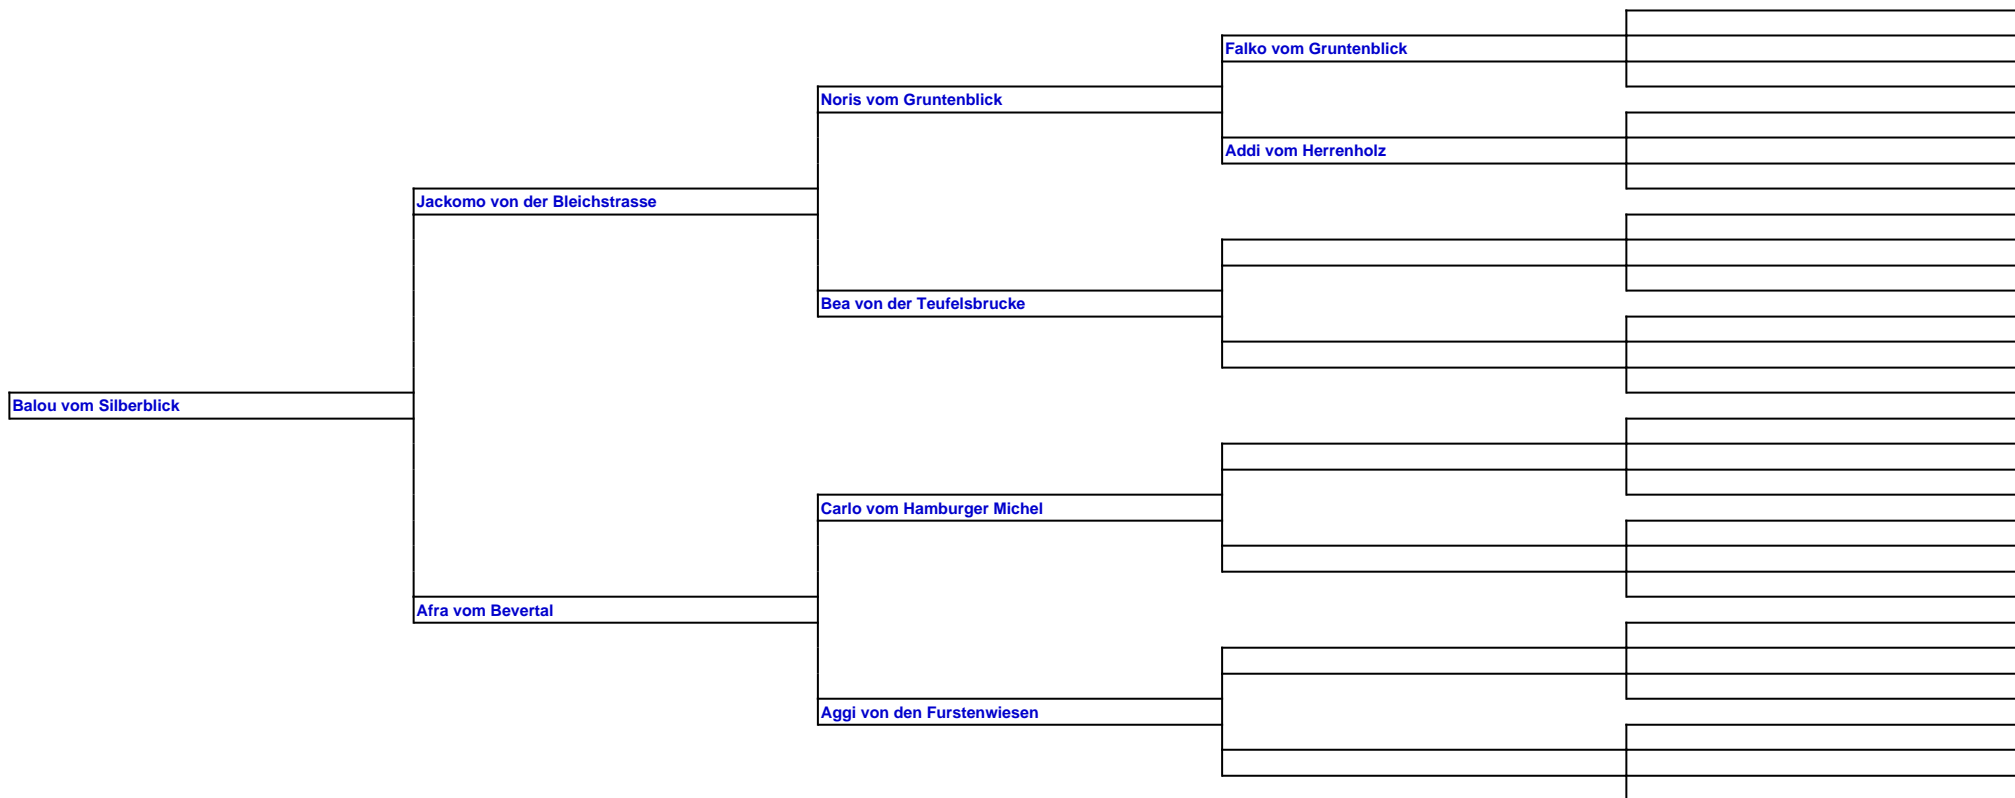 Falko vom Gruntenblick
Noris vom Gruntenblick
Addi vom Herrenholz
Jackomo von der Bleichstrasse
Bea von der Teufelsbrucke
Balou vom Silberblick
Carlo vom Hamburger Michel
Afra vom Bevertal
Aggi von den Furstenwiesen